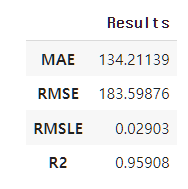 Results
MAE 134.21139
RMSE 183.59876
RMSLE 0.02903
R2 0.95908